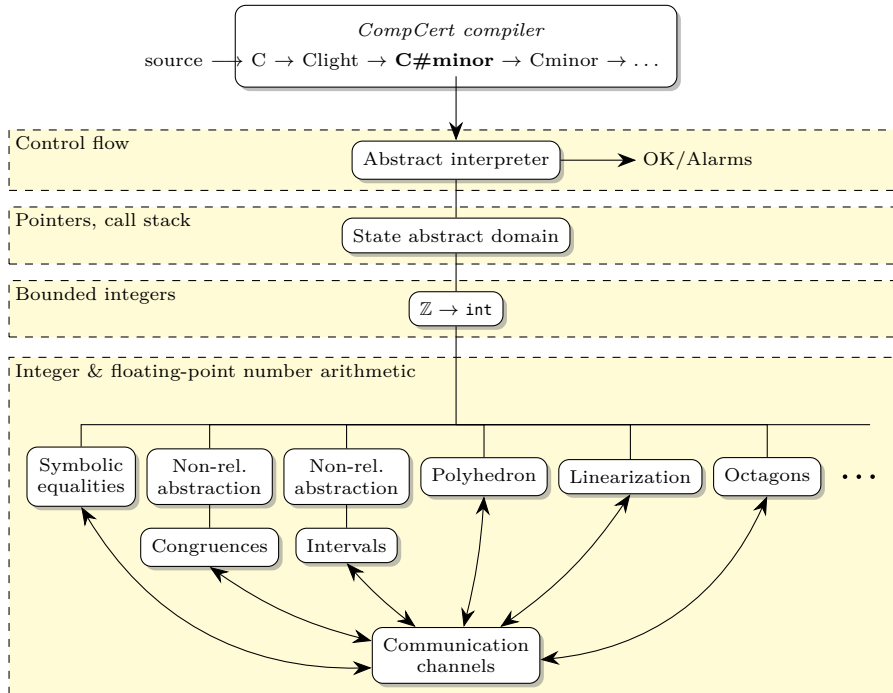 CompCert compiler
source → C → Clight → C#minor → Cminor → ...
Control flow
Abstract interpreter
OK/Alarms
Pointers, call stack
State abstract domain
Bounded integers
ℤ → int
Integer & floating-point number arithmetic
Symbolic
equalities
Non-rel.
abstraction
Non-rel.
abstraction
Polyhedron
Linearization
Octagons
...
Congruences
Intervals
Communication
channels